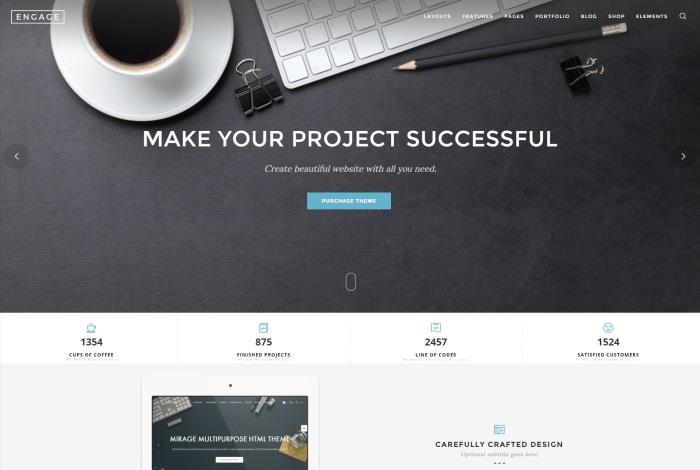 ENGAGE
LAYOUTS FEATURES PAGES PORTFOLIO BLOG SHOP ELEMENTS
MAKE YOUR PROJECT SUCCESSFUL
Create beautiful website with all you need.
PURCHASE THEME
1354 875 2457 1524
CUPS OF COFFEE FINISHED PROJECTS LINE OF CODES SATISFIED CUSTOMERS
MIRAGE MULTIPURPOSE HTML THEME
CAREFULLY CRAFTED DESIGN
Optional subtitle goes here